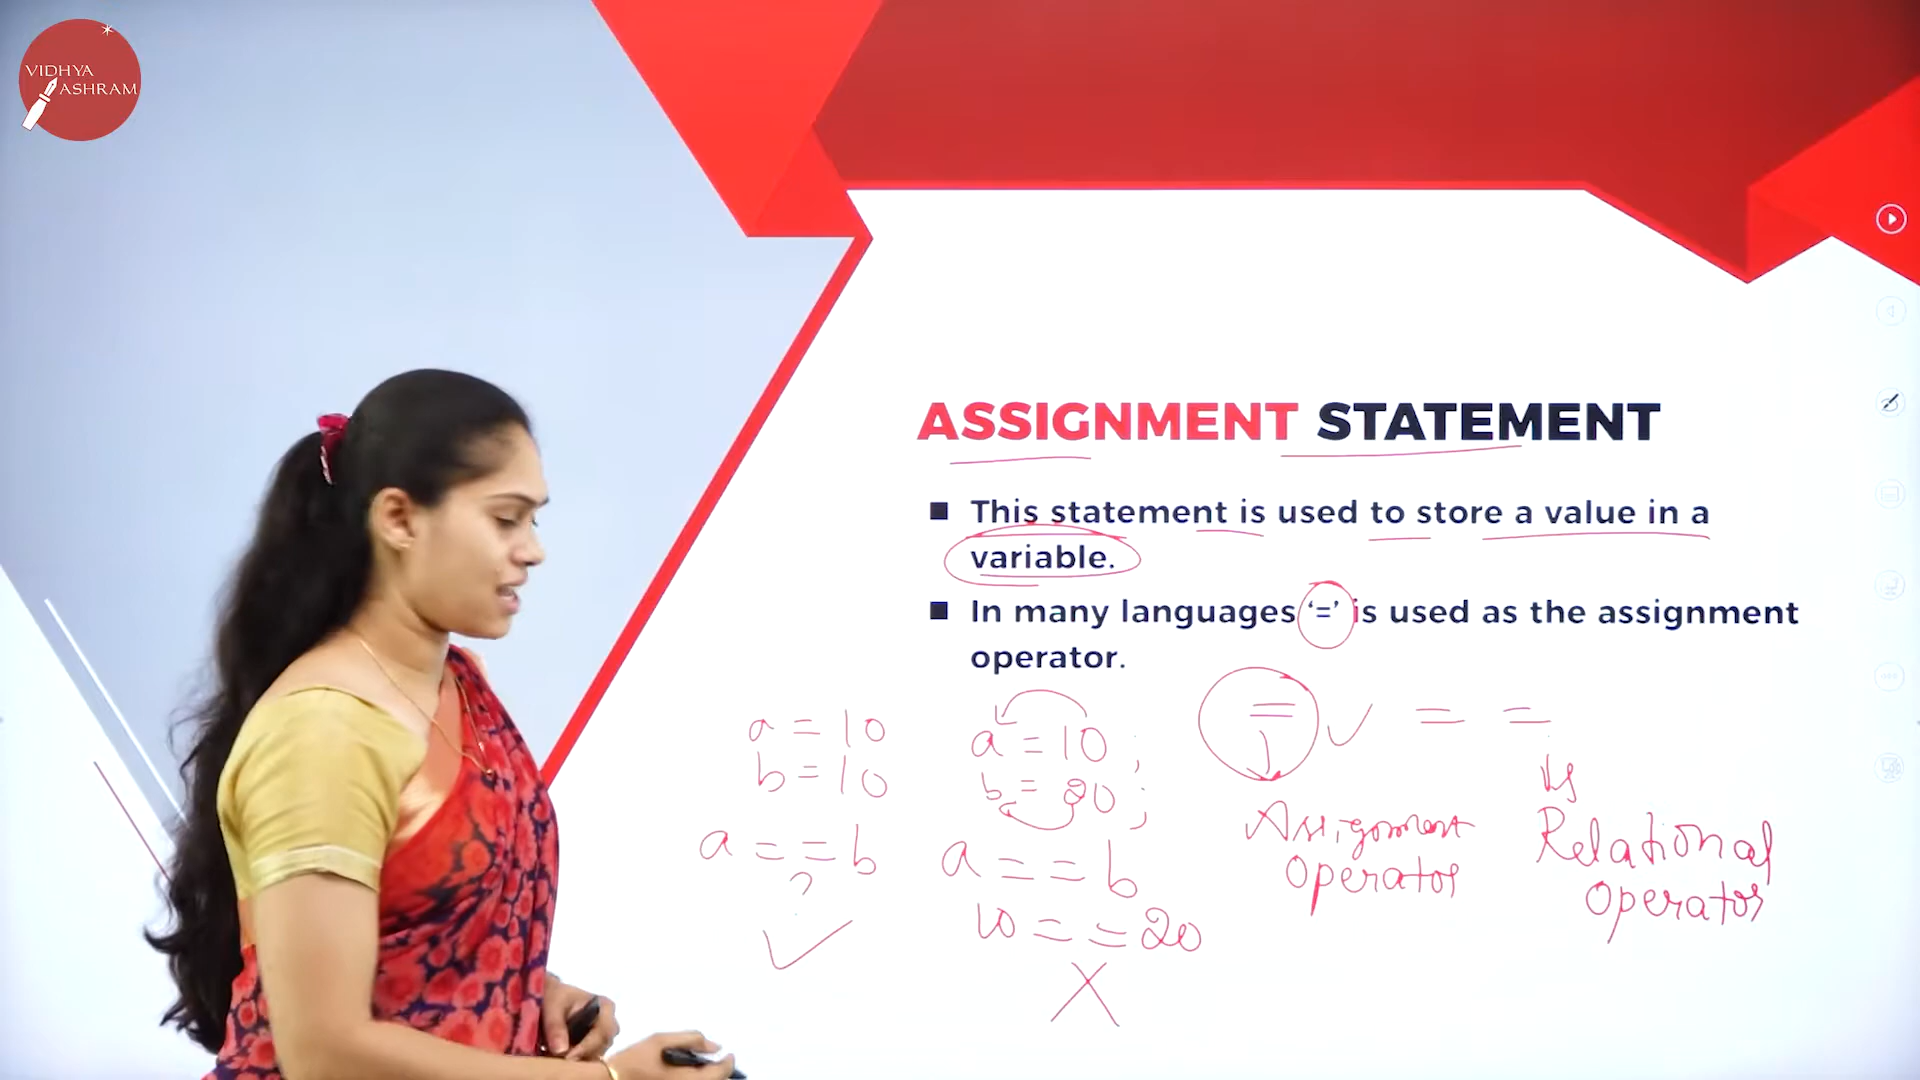 VIDHYA
ASHRAM
ASSIGNMENT STATEMENT
This statement is used to store a value in a
variable.
In many languages ‘=’ is used as the assignment
operator.
a = 10
b = 10
a = = b
?
a = 10 ;
b = 20 ;
a = = b
10 = = 20
=
Assignment
Operator
= =
Relational
Operator